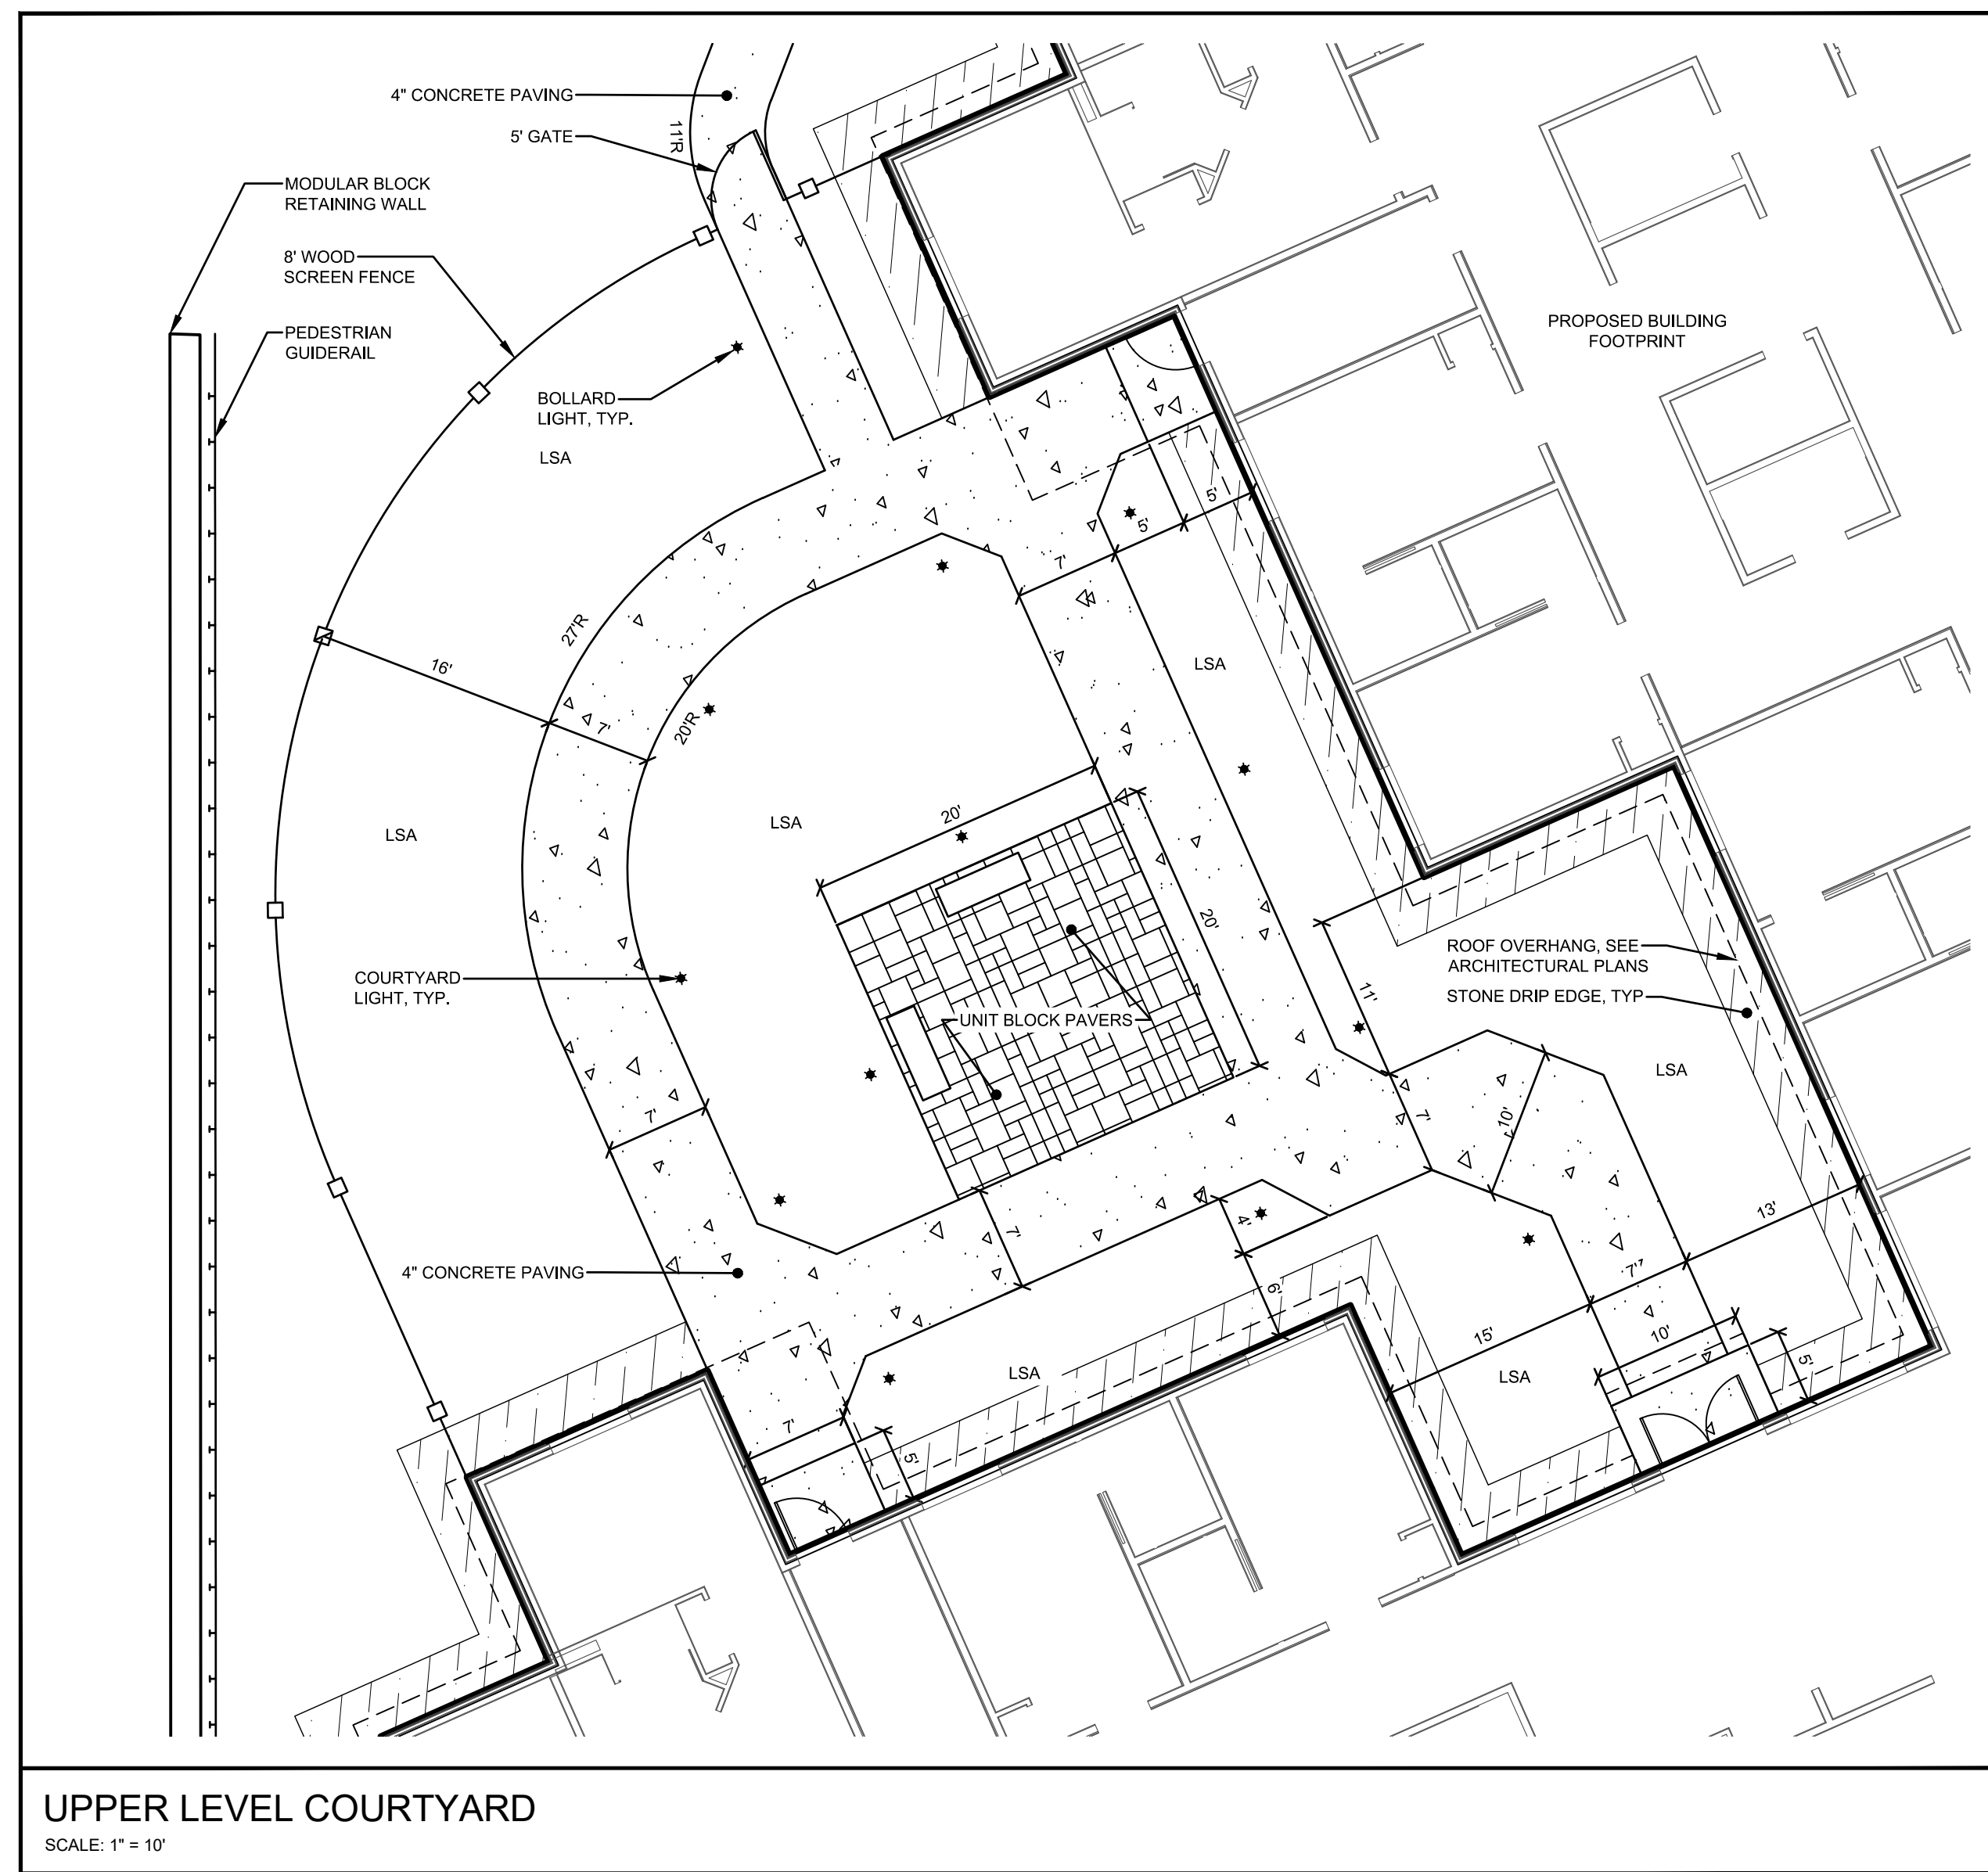 4" CONCRETE PAVING
5' GATE
11'R
MODULAR BLOCK
RETAINING WALL
8' WOOD
SCREEN FENCE
PEDESTRIAN
GUIDERAIL
PROPOSED BUILDING
FOOTPRINT
BOLLARD
LIGHT, TYP.
LSA
5'
5'
7'
27'R
16'
7'
20'R
LSA
LSA
LSA
20'
20'
COURTYARD
LIGHT, TYP.
UNIT BLOCK PAVERS
ROOF OVERHANG, SEE
ARCHITECTURAL PLANS
STONE DRIP EDGE, TYP
11'
LSA
7'
7'
10'
4'
7'
13'
4" CONCRETE PAVING
6'
7'
15'
10'
5'
LSA
LSA
7'
5'
UPPER LEVEL COURTYARD
SCALE: 1" = 10'